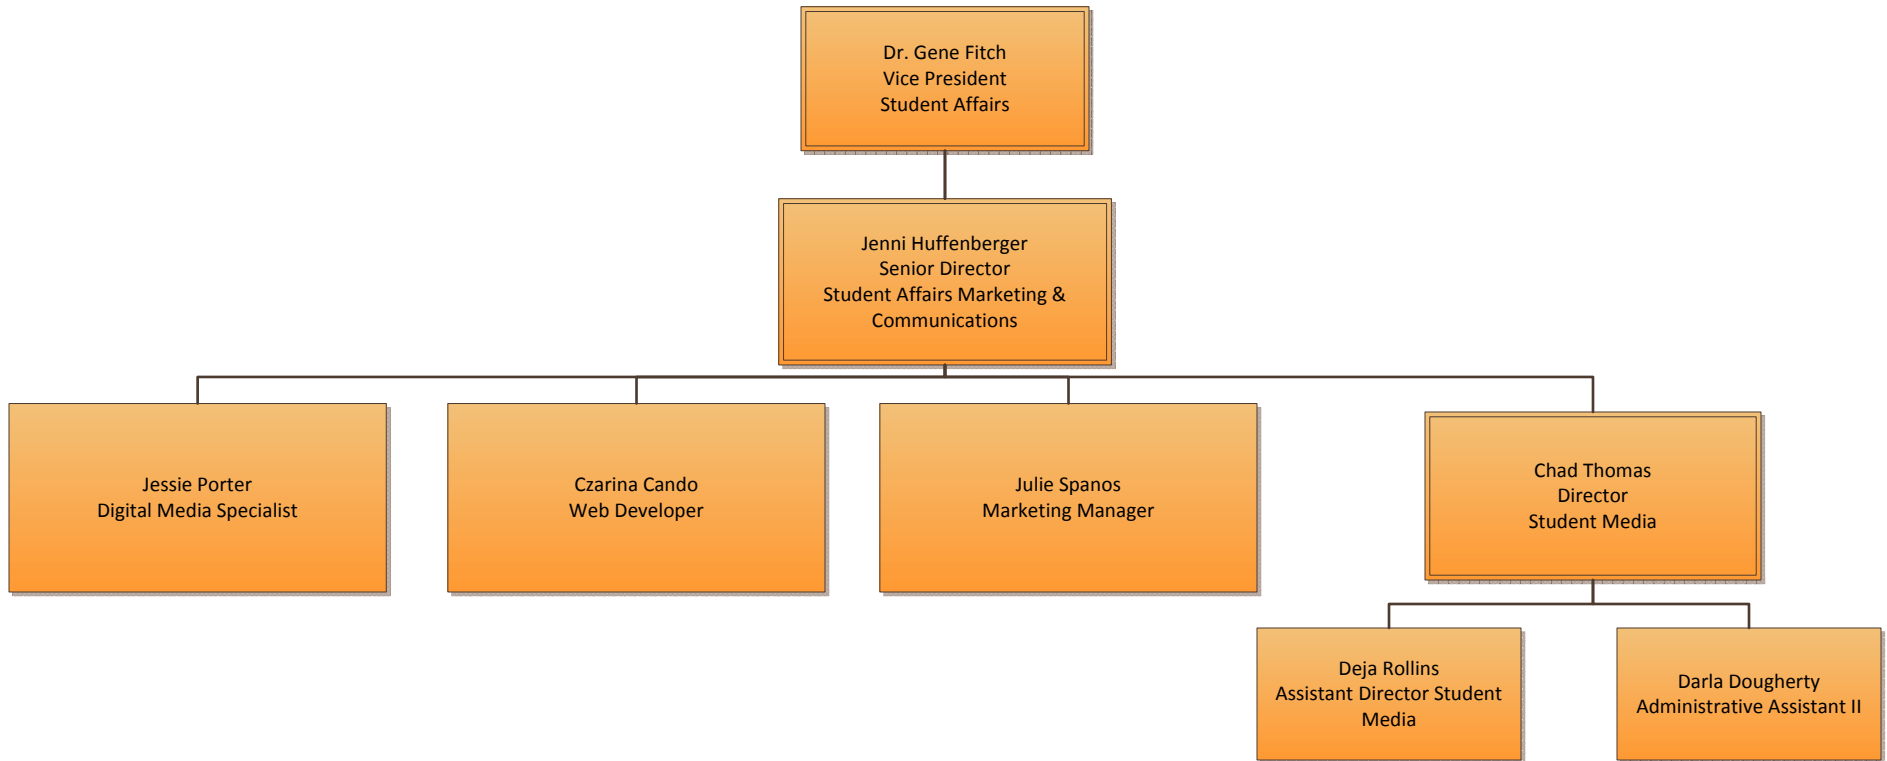 Dr. Gene Fitch
Vice President
Student Affairs
Jenni Huffenberger
Senior Director
Student Affairs Marketing &
Communications
Jessie Porter
Digital Media Specialist
Czarina Cando
Web Developer
Julie Spanos
Marketing Manager
Chad Thomas
Director
Student Media
Deja Rollins
Assistant Director Student
Media
Darla Dougherty
Administrative Assistant II